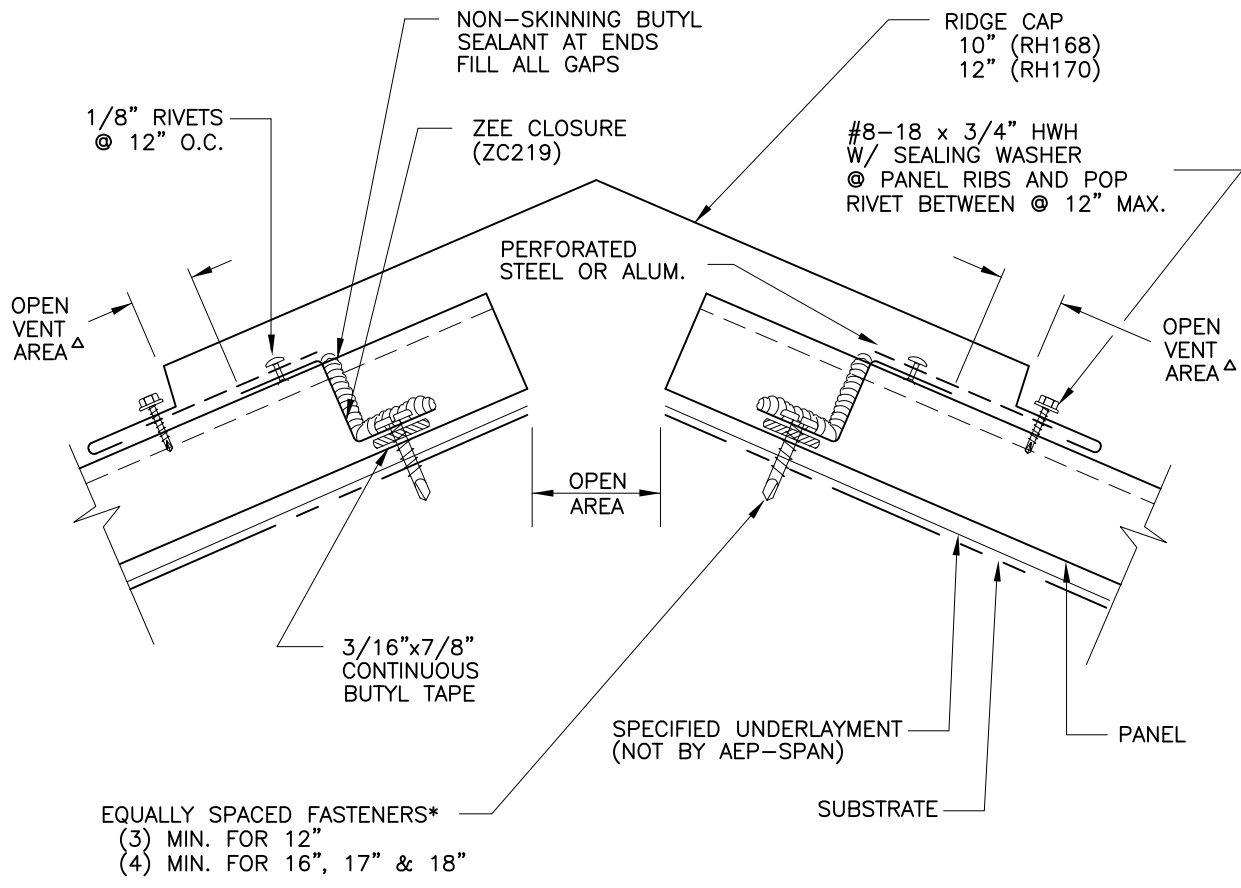 NON-SKINNING BUTYL
SEALANT AT ENDS
FILL ALL GAPS
RIDGE CAP
10" (RH168)
12" (RH170)
1/8" RIVETS
@ 12" O.C.
ZEE CLOSURE
(ZC219)
#8-18 x 3/4" HWH
W/ SEALING WASHER
@ PANEL RIBS AND POP
RIVET BETWEEN @ 12" MAX.
PERFORATED
STEEL OR ALUM.
OPEN
VENT
AREA △
OPEN
VENT
AREA △
OPEN
AREA
3/16"x7/8"
CONTINUOUS
BUTYL TAPE
SPECIFIED UNDERLAYMENT
(NOT BY AEP-SPAN)
PANEL
SUBSTRATE
EQUALLY SPACED FASTENERS*
(3) MIN. FOR 12"
(4) MIN. FOR 16", 17" & 18"